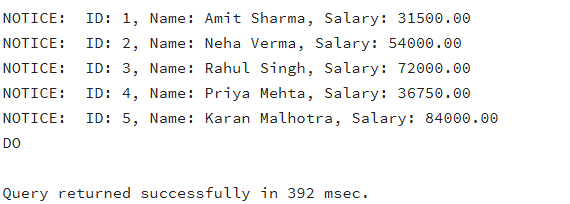 NOTICE:  ID: 1, Name: Amit Sharma, Salary: 31500.00
NOTICE:  ID: 2, Name: Neha Verma, Salary: 54000.00
NOTICE:  ID: 3, Name: Rahul Singh, Salary: 72000.00
NOTICE:  ID: 4, Name: Priya Mehta, Salary: 36750.00
NOTICE:  ID: 5, Name: Karan Malhotra, Salary: 84000.00
DO
Query returned successfully in 392 msec.